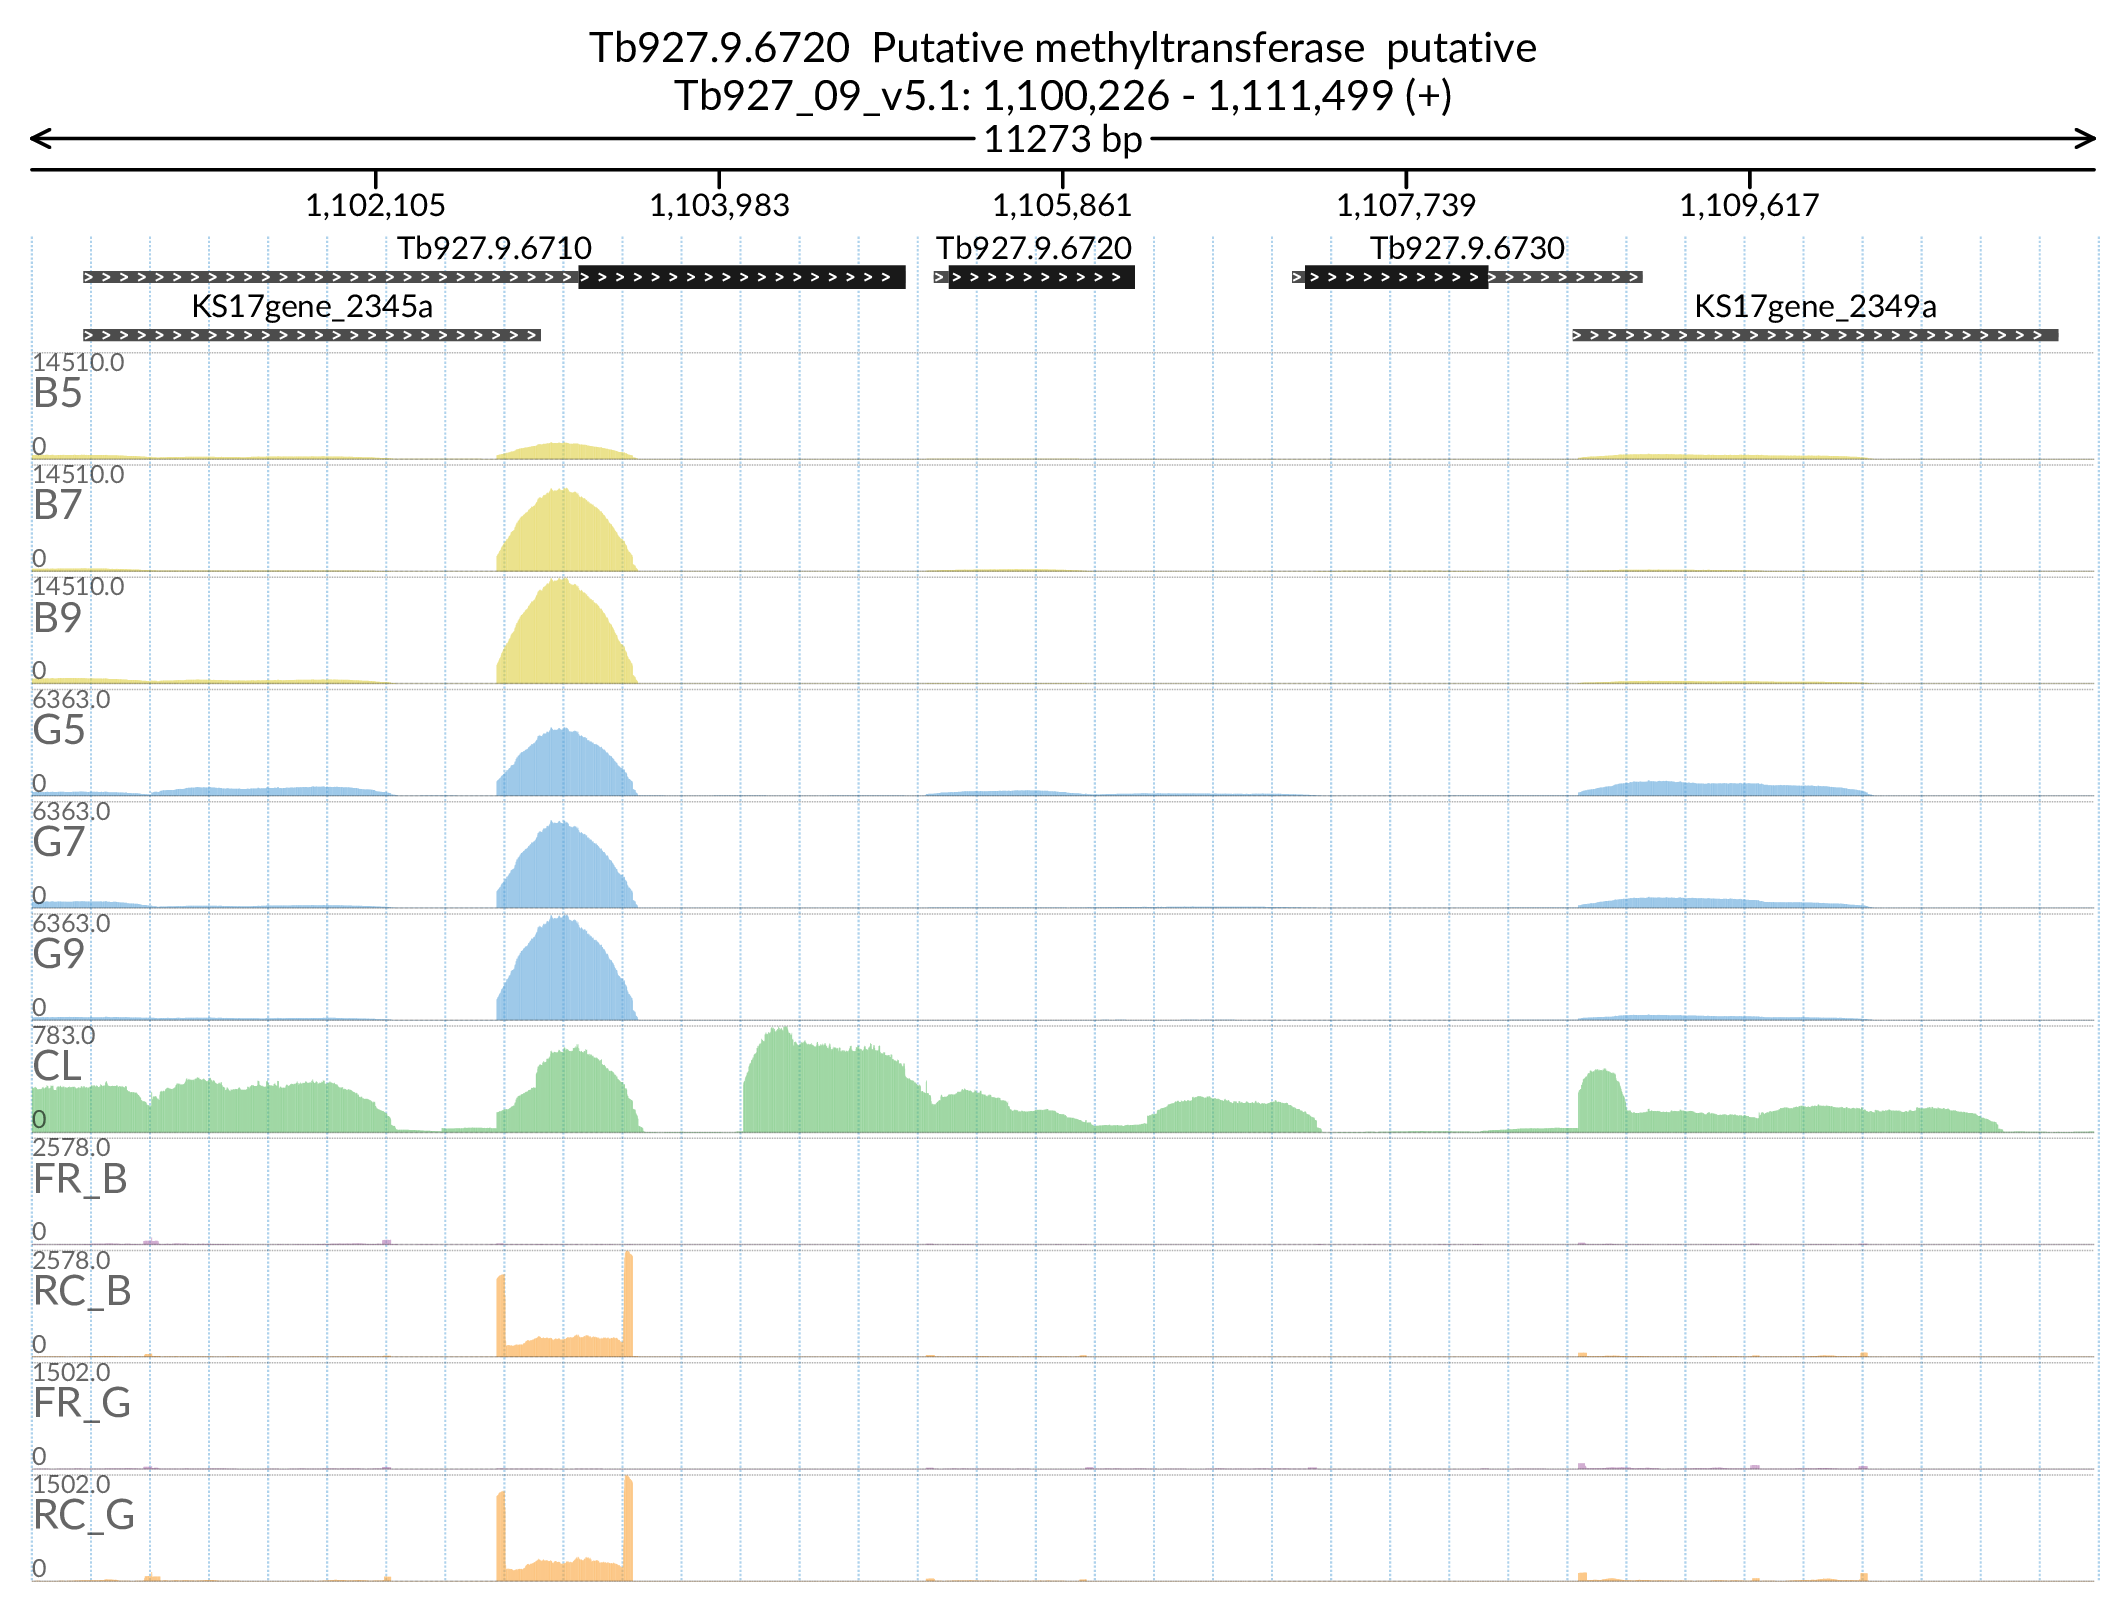 Tb927.9.6720  Putative methyltransferase  putative
Tb927_09_v5.1: 1,100,226 - 1,111,499 (+)
11273 bp
1,102,105 1,103,983 1,105,861 1,107,739 1,109,617
Tb927.9.6710 Tb927.9.6720 Tb927.9.6730
KS17gene_2345a KS17gene_2349a
14510.0
B5
0
14510.0
B7
0
14510.0
B9
0
6363.0
G5
0
6363.0
G7
0
6363.0
G9
0
783.0
CL
0
2578.0
FR_B
0
2578.0
RC_B
0
1502.0
FR_G
0
1502.0
RC_G
0